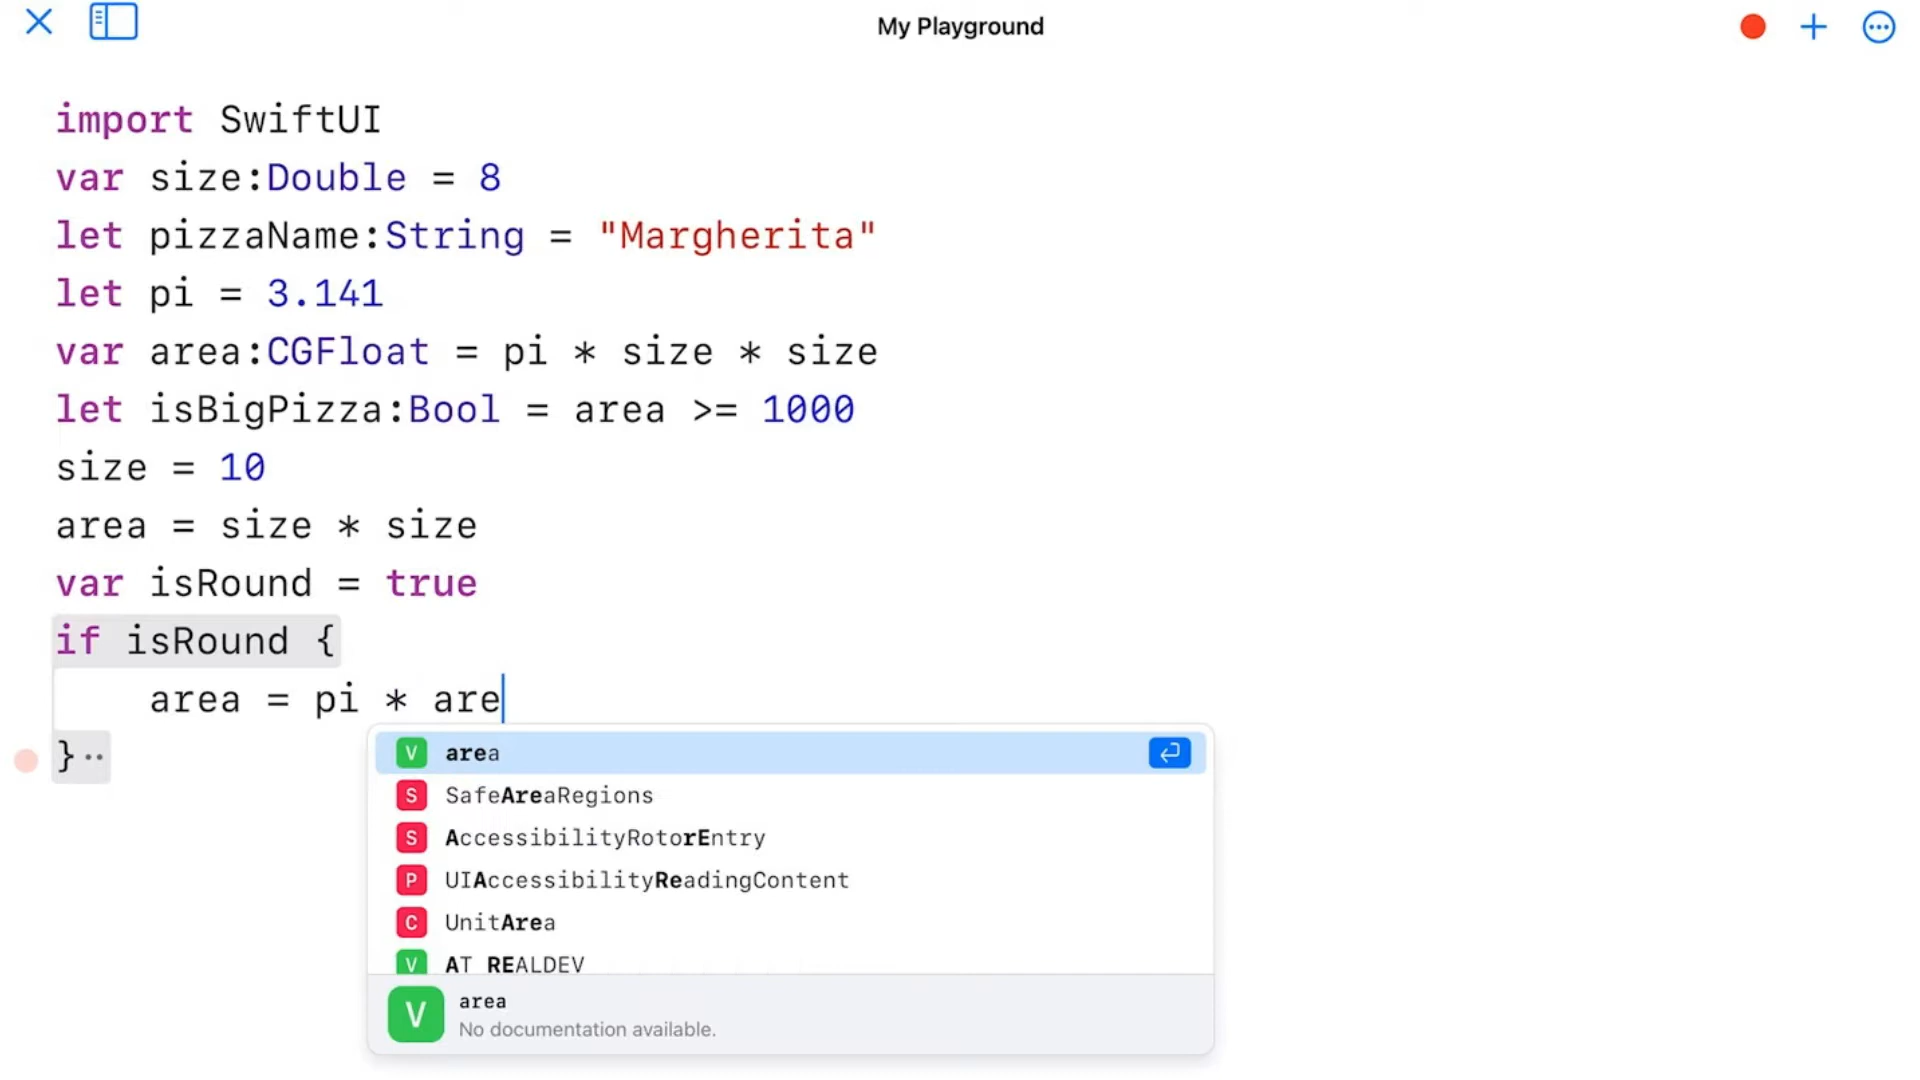 My Playground
import SwiftUI
var size:Double = 8
let pizzaName:String = "Margherita"
let pi = 3.141
var area:CGFloat = pi * size * size
let isBigPizza:Bool = area >= 1000
size = 10
area = size * size
var isRound = true
if isRound {
    area = pi * are
}
V area
S SafeAreaRegions
S AccessibilityRotorEntry
P UIAccessibilityReadingContent
C UnitArea
V AT REALDEV
V area
No documentation available.